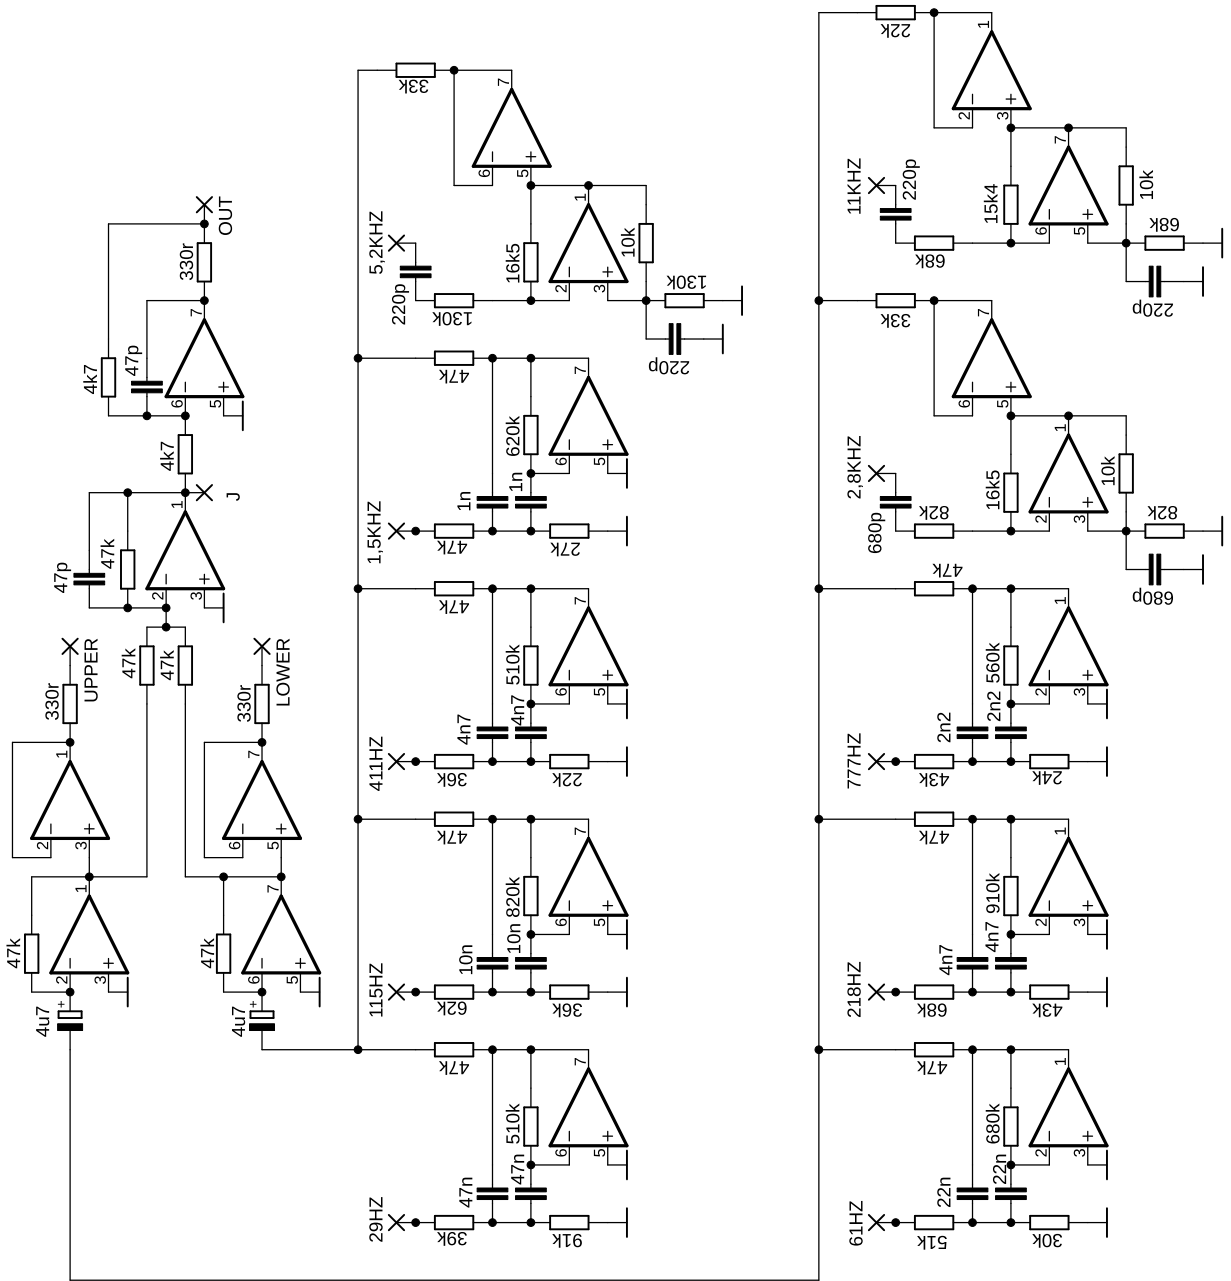 22k
1
2
3
7
11KHZ
220p
15k4
10k
68k
6
5
68k
220p
33k
7
6
5
5,2KHZ
1
220p
16k5
10k
130k
2
3
130k
220p
OUT
330r
7
4k7
47p
6
5
4k7
1
J
47p
47k
2
3
47k
620k
7
1n
1n
6
5
1,5KHZ
47k
27k
33k
7
6
5
2,8KHZ
1
680p
82k
16k5
10k
2
3
82k
680p
UPPER
330r
1
2
3
47k
47k
LOWER
330r
7
6
5
1
47k
2
3
4u7
+
7
47k
6
5
4u7
+
47k
510k
7
4n7
4n7
6
5
411HZ
36k
22k
47k
560k
1
2n2
2n2
2
3
777HZ
43k
24k
47k
820k
7
10n
10n
6
5
115HZ
62k
36k
47k
910k
1
4n7
4n7
2
3
218HZ
68k
43k
47k
510k
7
47n
47n
6
5
29HZ
39k
91k
47k
680k
1
22n
22n
2
3
61HZ
51k
30k